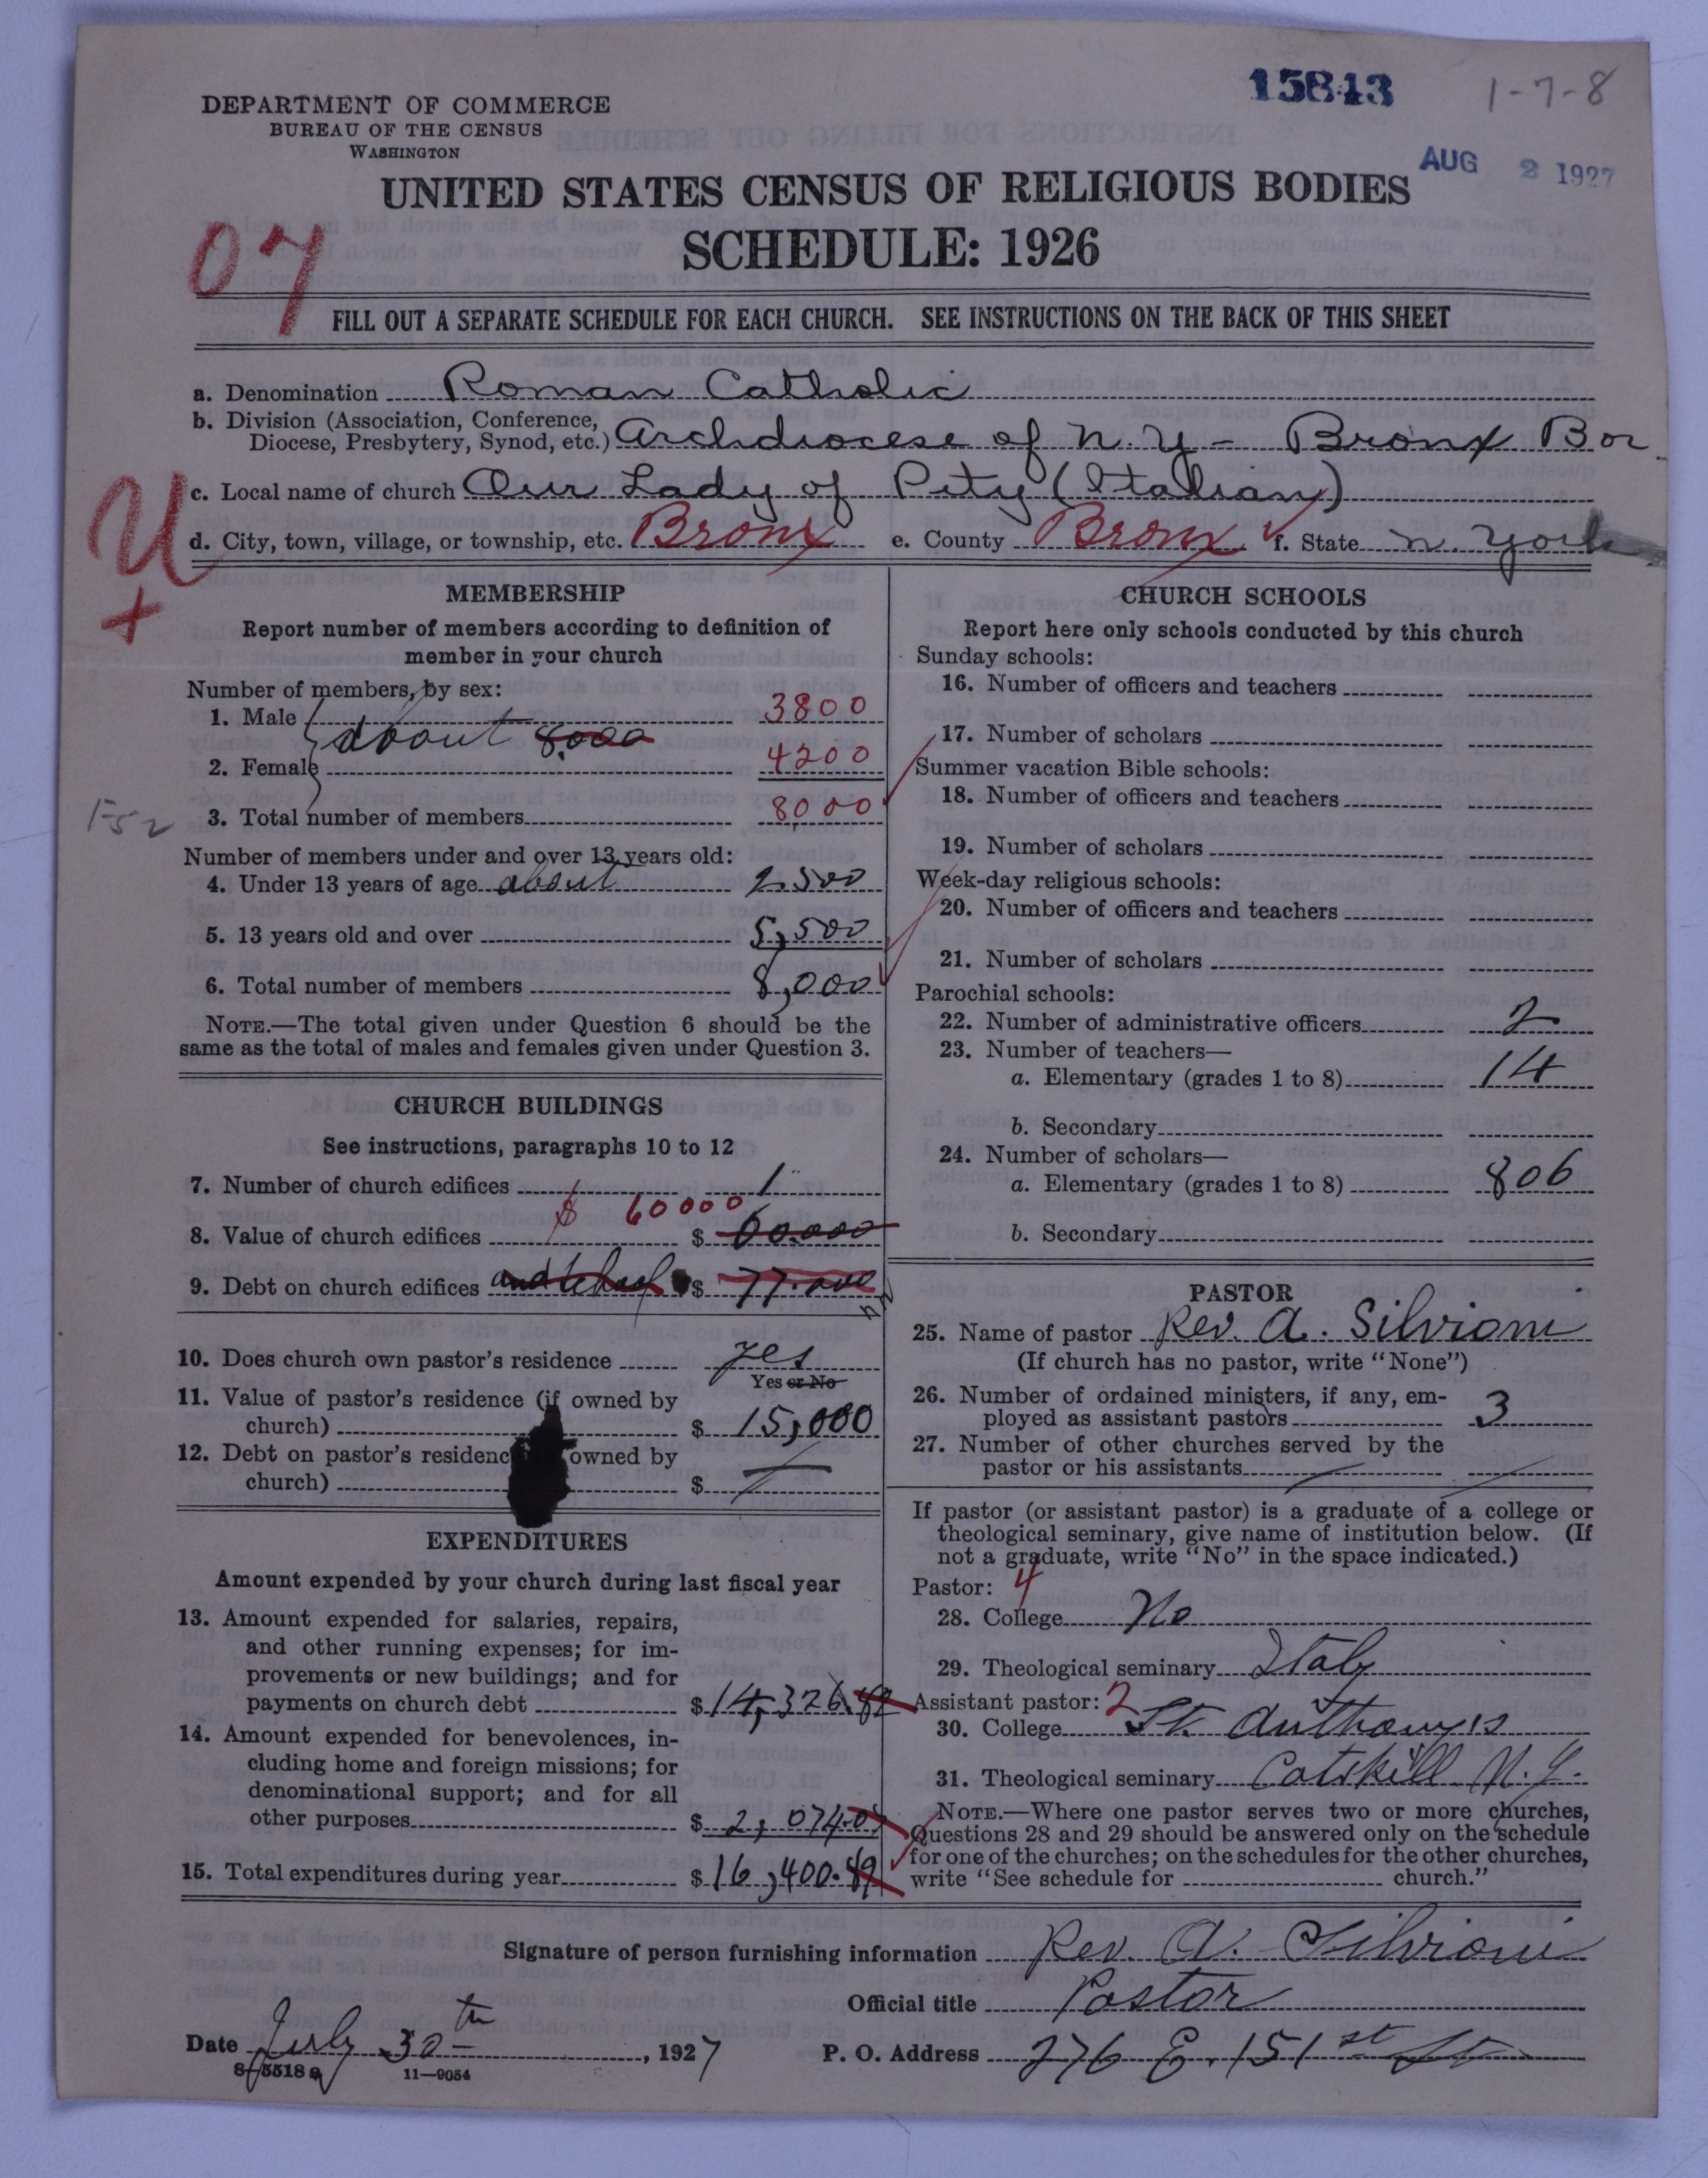 15843
1-7-8
DEPARTMENT OF COMMERCE
BUREAU OF THE CENSUS
WASHINGTON
AUG 2 1927
UNITED STATES CENSUS OF RELIGIOUS BODIES
SCHEDULE: 1926
07
FILL OUT A SEPARATE SCHEDULE FOR EACH CHURCH. SEE INSTRUCTIONS ON THE BACK OF THIS SHEET
a. Denomination Roman Catholic
b. Division (Association, Conference,
Diocese, Presbytery, Synod, etc.) Archdiocese of N. Y - Bronx Bor.
c. Local name of church Our Lady of Pity (Italian)
U
d. City, town, village, or township, etc. Bronx e. County Bronx f. State N. York
+
MEMBERSHIP
Report number of members according to definition of
member in your church
Number of members, by sex:
1. Male 3800
about 8000
2. Female 4200
152
3. Total number of members 8,000
Number of members under and over 13 years old:
4. Under 13 years of age about 2500
5. 13 years old and over 5,500
6. Total number of members 8,000
NOTE.—The total given under Question 6 should be the
same as the total of males and females given under Question 3.
CHURCH BUILDINGS
See instructions, paragraphs 10 to 12
7. Number of church edifices 1
$ 60000
8. Value of church edifices $ 60.000
9. Debt on church edifices and school $ 77.000
10. Does church own pastor's residence yes
Yes or No
11. Value of pastor's residence (if owned by
church) $ 15,000
12. Debt on pastor's residence owned by
church) $
EXPENDITURES
Amount expended by your church during last fiscal year
13. Amount expended for salaries, repairs,
and other running expenses; for im-
provements or new buildings; and for
payments on church debt $ 14,326.82
14. Amount expended for benevolences, in-
cluding home and foreign missions; for
denominational support; and for all
other purposes $ 2,074.07
15. Total expenditures during year $ 16,400.89
CHURCH SCHOOLS
Report here only schools conducted by this church
Sunday schools:
16. Number of officers and teachers
17. Number of scholars
Summer vacation Bible schools:
18. Number of officers and teachers
19. Number of scholars
Week-day religious schools:
20. Number of officers and teachers
21. Number of scholars
Parochial schools:
22. Number of administrative officers 2
23. Number of teachers—
a. Elementary (grades 1 to 8) 14
b. Secondary
24. Number of scholars—
a. Elementary (grades 1 to 8) 806
b. Secondary
PASTOR
25. Name of pastor Rev. A. Silvioni
(If church has no pastor, write "None")
26. Number of ordained ministers, if any, em-
ployed as assistant pastors 3
27. Number of other churches served by the
pastor or his assistants
If pastor (or assistant pastor) is a graduate of a college or
theological seminary, give name of institution below. (If
not a graduate, write "No" in the space indicated.)
Pastor: 4
28. College No
29. Theological seminary Italy
Assistant pastor: 2
30. College St. Anthony's
31. Theological seminary Catskill N. Y.
NOTE.—Where one pastor serves two or more churches,
Questions 28 and 29 should be answered only on the schedule
for one of the churches; on the schedules for the other churches,
write "See schedule for church."
Signature of person furnishing information Rev. A. Silvioni
Official title Pastor
Date July 30th, 1927 P. O. Address 276 E. 151st St.
8-5518a 11—9054